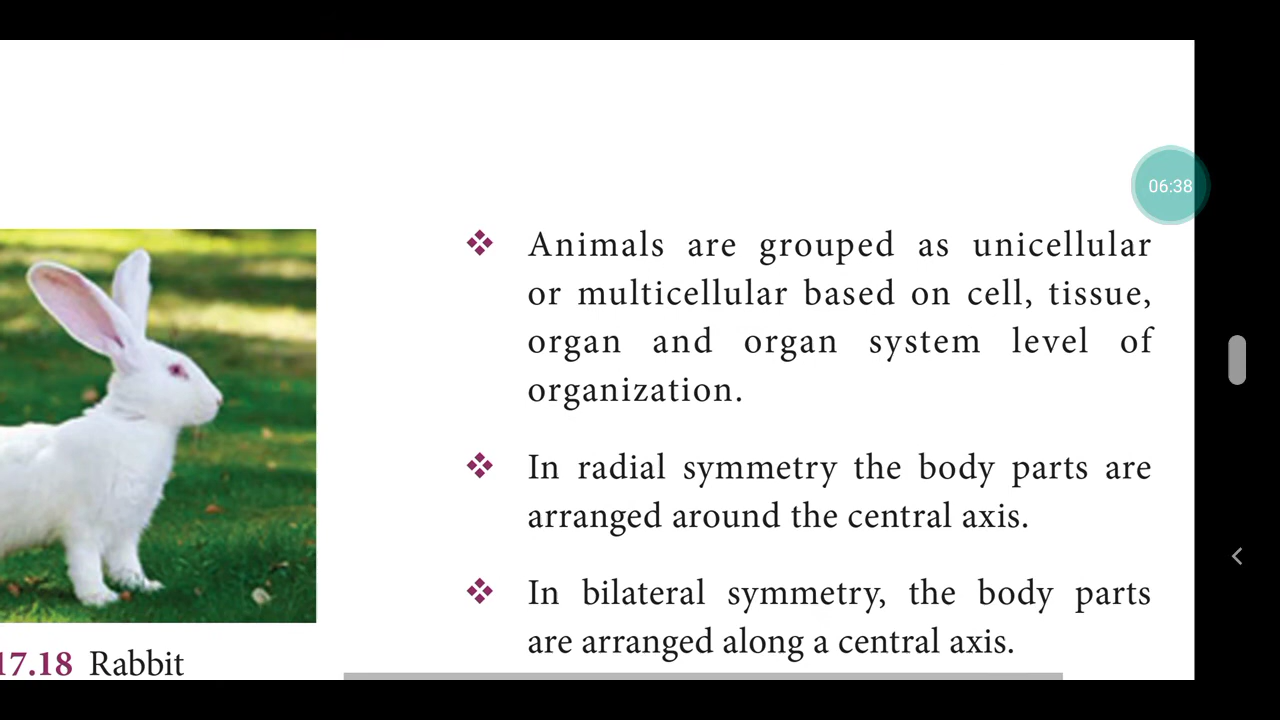 06:38
❖ Animals are grouped as unicellular
or multicellular based on cell, tissue,
organ and organ system level of
organization.
❖ In radial symmetry the body parts are
arranged around the central axis.
❖ In bilateral symmetry, the body parts
are arranged along a central axis.
17.18 Rabbit